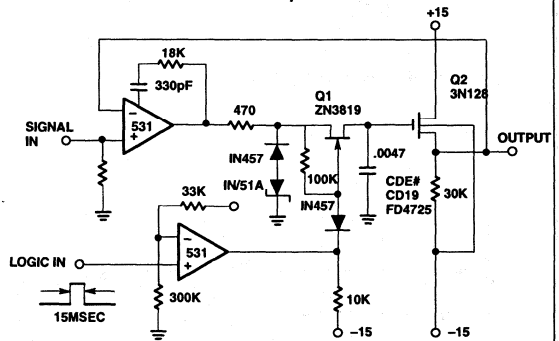 +15
18K
330pF
Q1
ZN3819
Q2
3N128
470
SIGNAL
IN
−
+
531
OUTPUT
IN457
IN/51A
100K
.0047
CDE#
CD19
FD4725
30K
IN457
33K
−
+
531
LOGIC IN
300K
10K
15MSEC
−15
−15